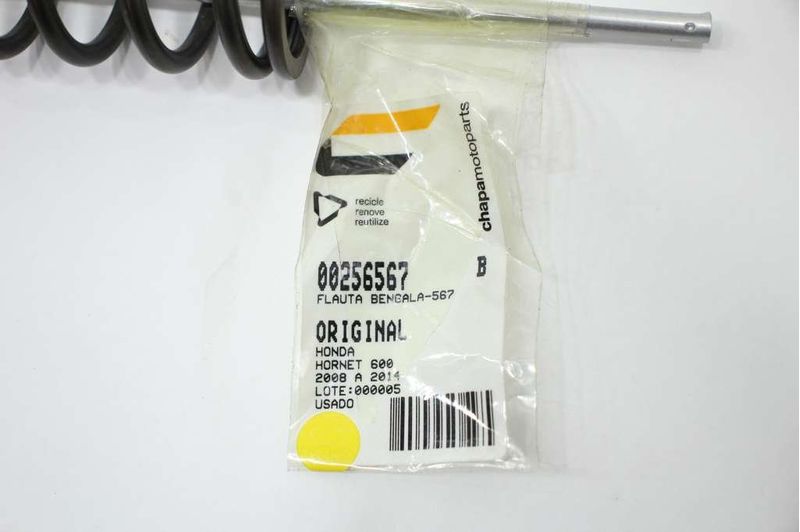 chapamotoparts
recicle
renove
reutilize
00256567 B
FLAUTA BENGALA-567
ORIGINAL
HONDA
HORNET 600
2008 A 2014
LOTE:000005
USADO